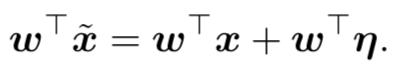 𝒘⊤𝒙̃ = 𝒘⊤𝒙 + 𝒘⊤𝜼.